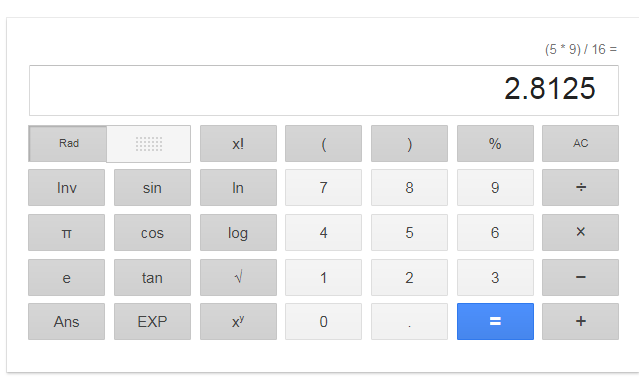 (5 * 9) / 16 =
2.8125
Rad x! ( ) % AC
Inv sin ln 7 8 9 ÷
π cos log 4 5 6 ×
e tan √ 1 2 3 −
Ans EXP xʸ 0 . = +